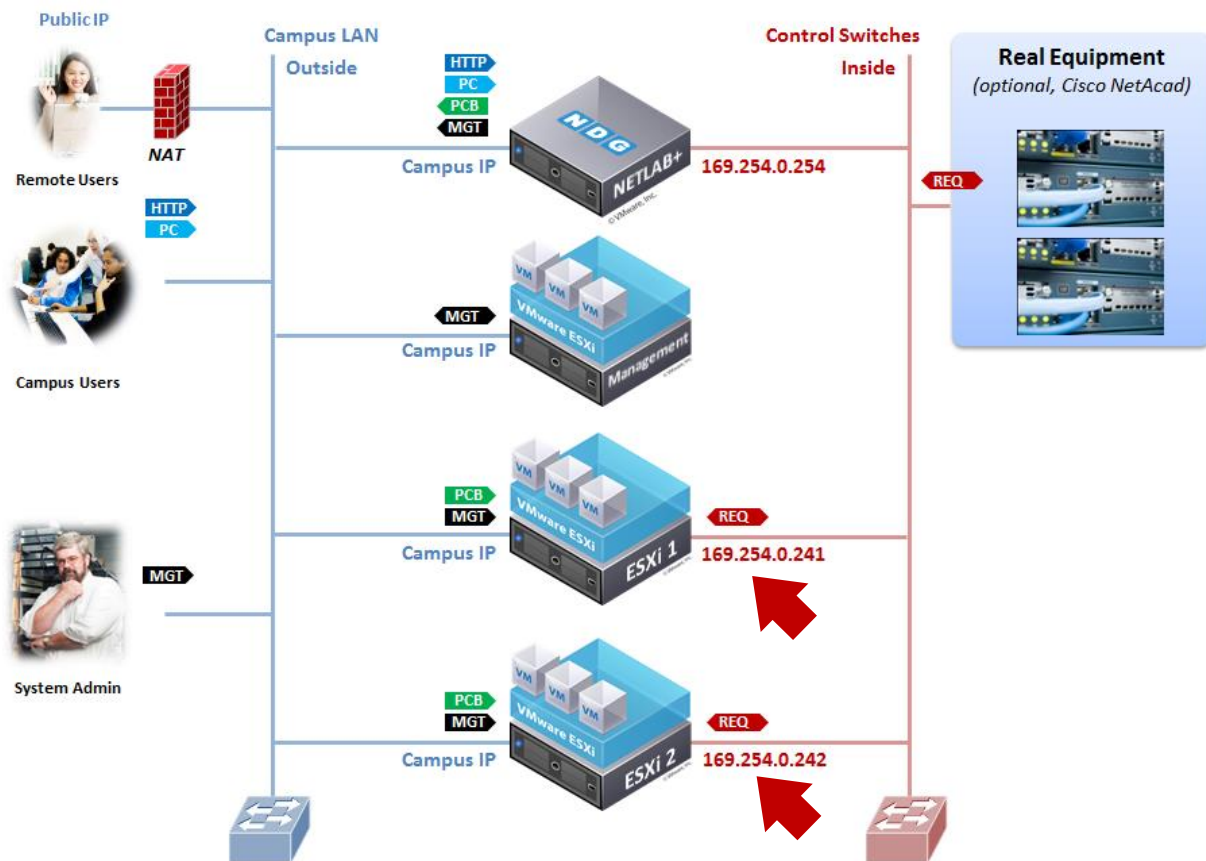 Public IP
Campus LAN
Outside
Control Switches
Inside
Real Equipment
(optional, Cisco NetAcad)
HTTP
PC
PCB
MGT
NDG
NETLAB+
© VMware, Inc.
NAT
Campus IP
169.254.0.254
REQ
Remote Users
HTTP
PC
VM
VM
VM
VMware ESXi
Management
MGT
Campus IP
Campus Users
VM
VM
VM
VMware ESXi
ESXi 1
PCB
MGT
REQ
Campus IP
169.254.0.241
MGT
System Admin
VM
VM
VM
VMware ESXi
ESXi 2
PCB
MGT
REQ
Campus IP
169.254.0.242